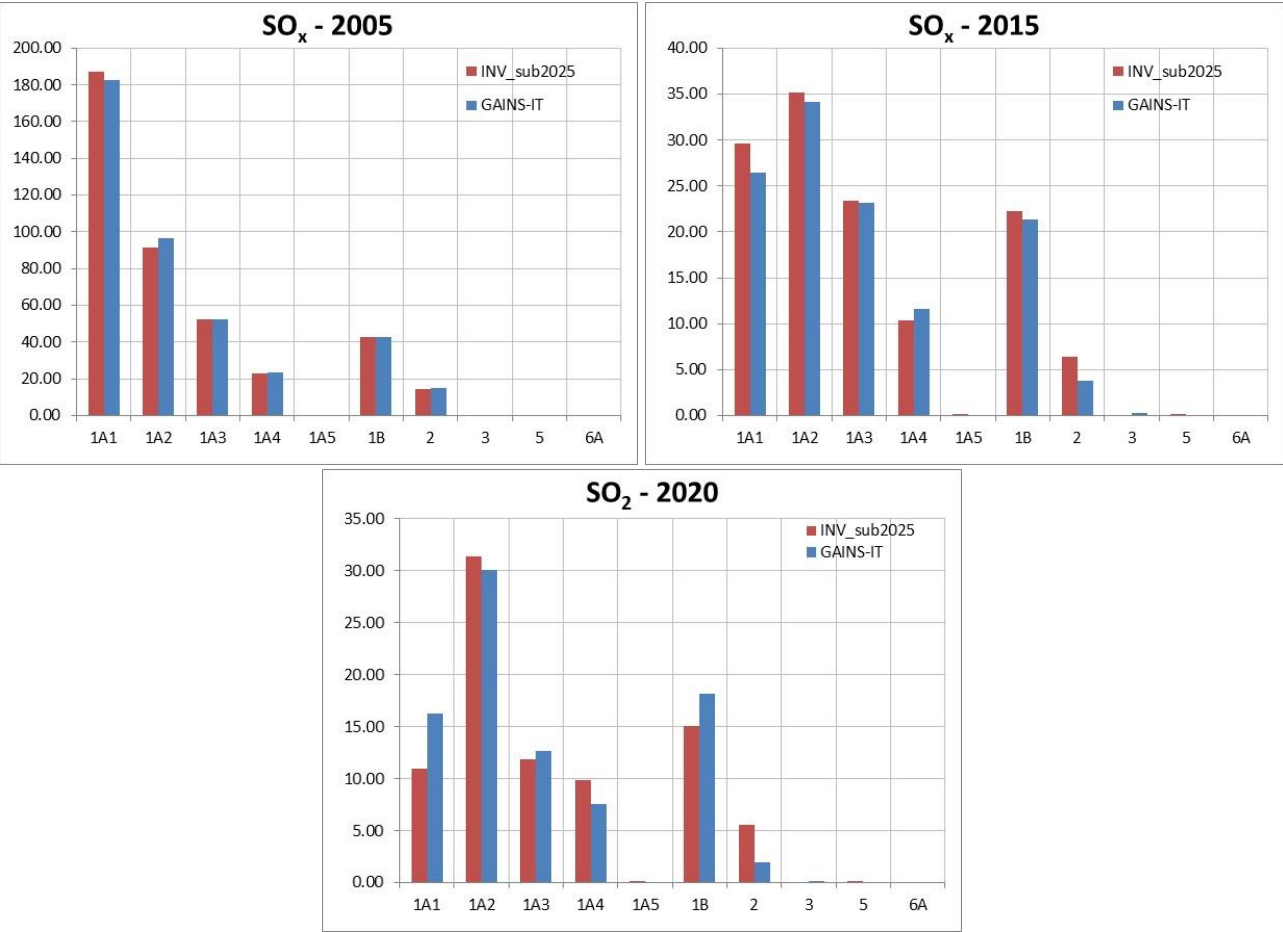 SOx - 2005
INV_sub2025
GAINS-IT
200.00
180.00
160.00
140.00
120.00
100.00
80.00
60.00
40.00
20.00
0.00
1A1 1A2 1A3 1A4 1A5 1B 2 3 5 6A
SOx - 2015
INV_sub2025
GAINS-IT
40.00
35.00
30.00
25.00
20.00
15.00
10.00
5.00
0.00
1A1 1A2 1A3 1A4 1A5 1B 2 3 5 6A
SO2 - 2020
INV_sub2025
GAINS-IT
35.00
30.00
25.00
20.00
15.00
10.00
5.00
0.00
1A1 1A2 1A3 1A4 1A5 1B 2 3 5 6A